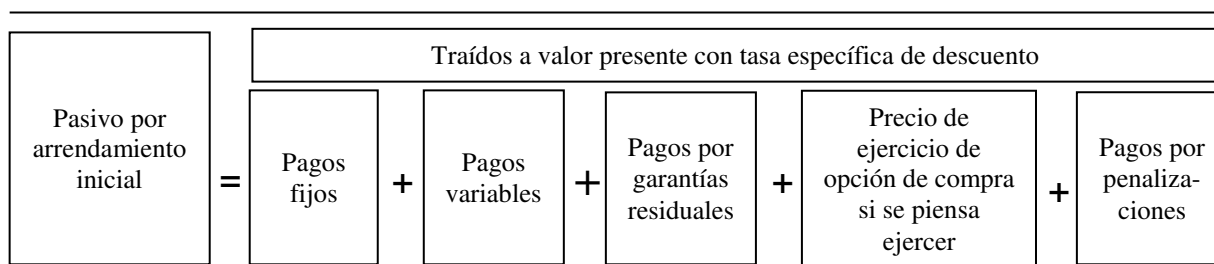 Traídos a valor presente con tasa específica de descuento
Pasivo por
arrendamiento
inicial
=
Pagos
fijos
+
Pagos
variables
+
Pagos por
garantías
residuales
+
Precio de
ejercicio de
opción de compra
si se piensa
ejercer
+
Pagos por
penaliza-
ciones